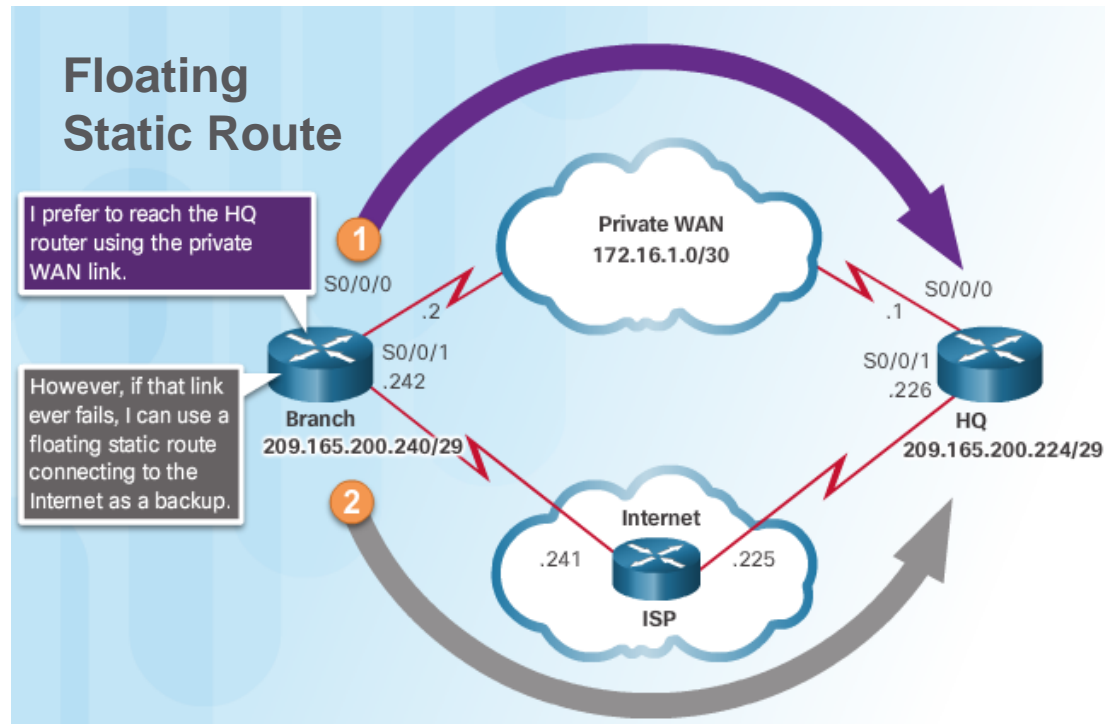 Floating
Static Route
I prefer to reach the HQ
router using the private
WAN link.
1
S0/0/0
.2
Private WAN
172.16.1.0/30
S0/0/0
.1
S0/0/1
.242
S0/0/1
.226
However, if that link
ever fails, I can use a
floating static route
connecting to the
Internet as a backup.
Branch
209.165.200.240/29
HQ
209.165.200.224/29
2
Internet
.241
.225
ISP